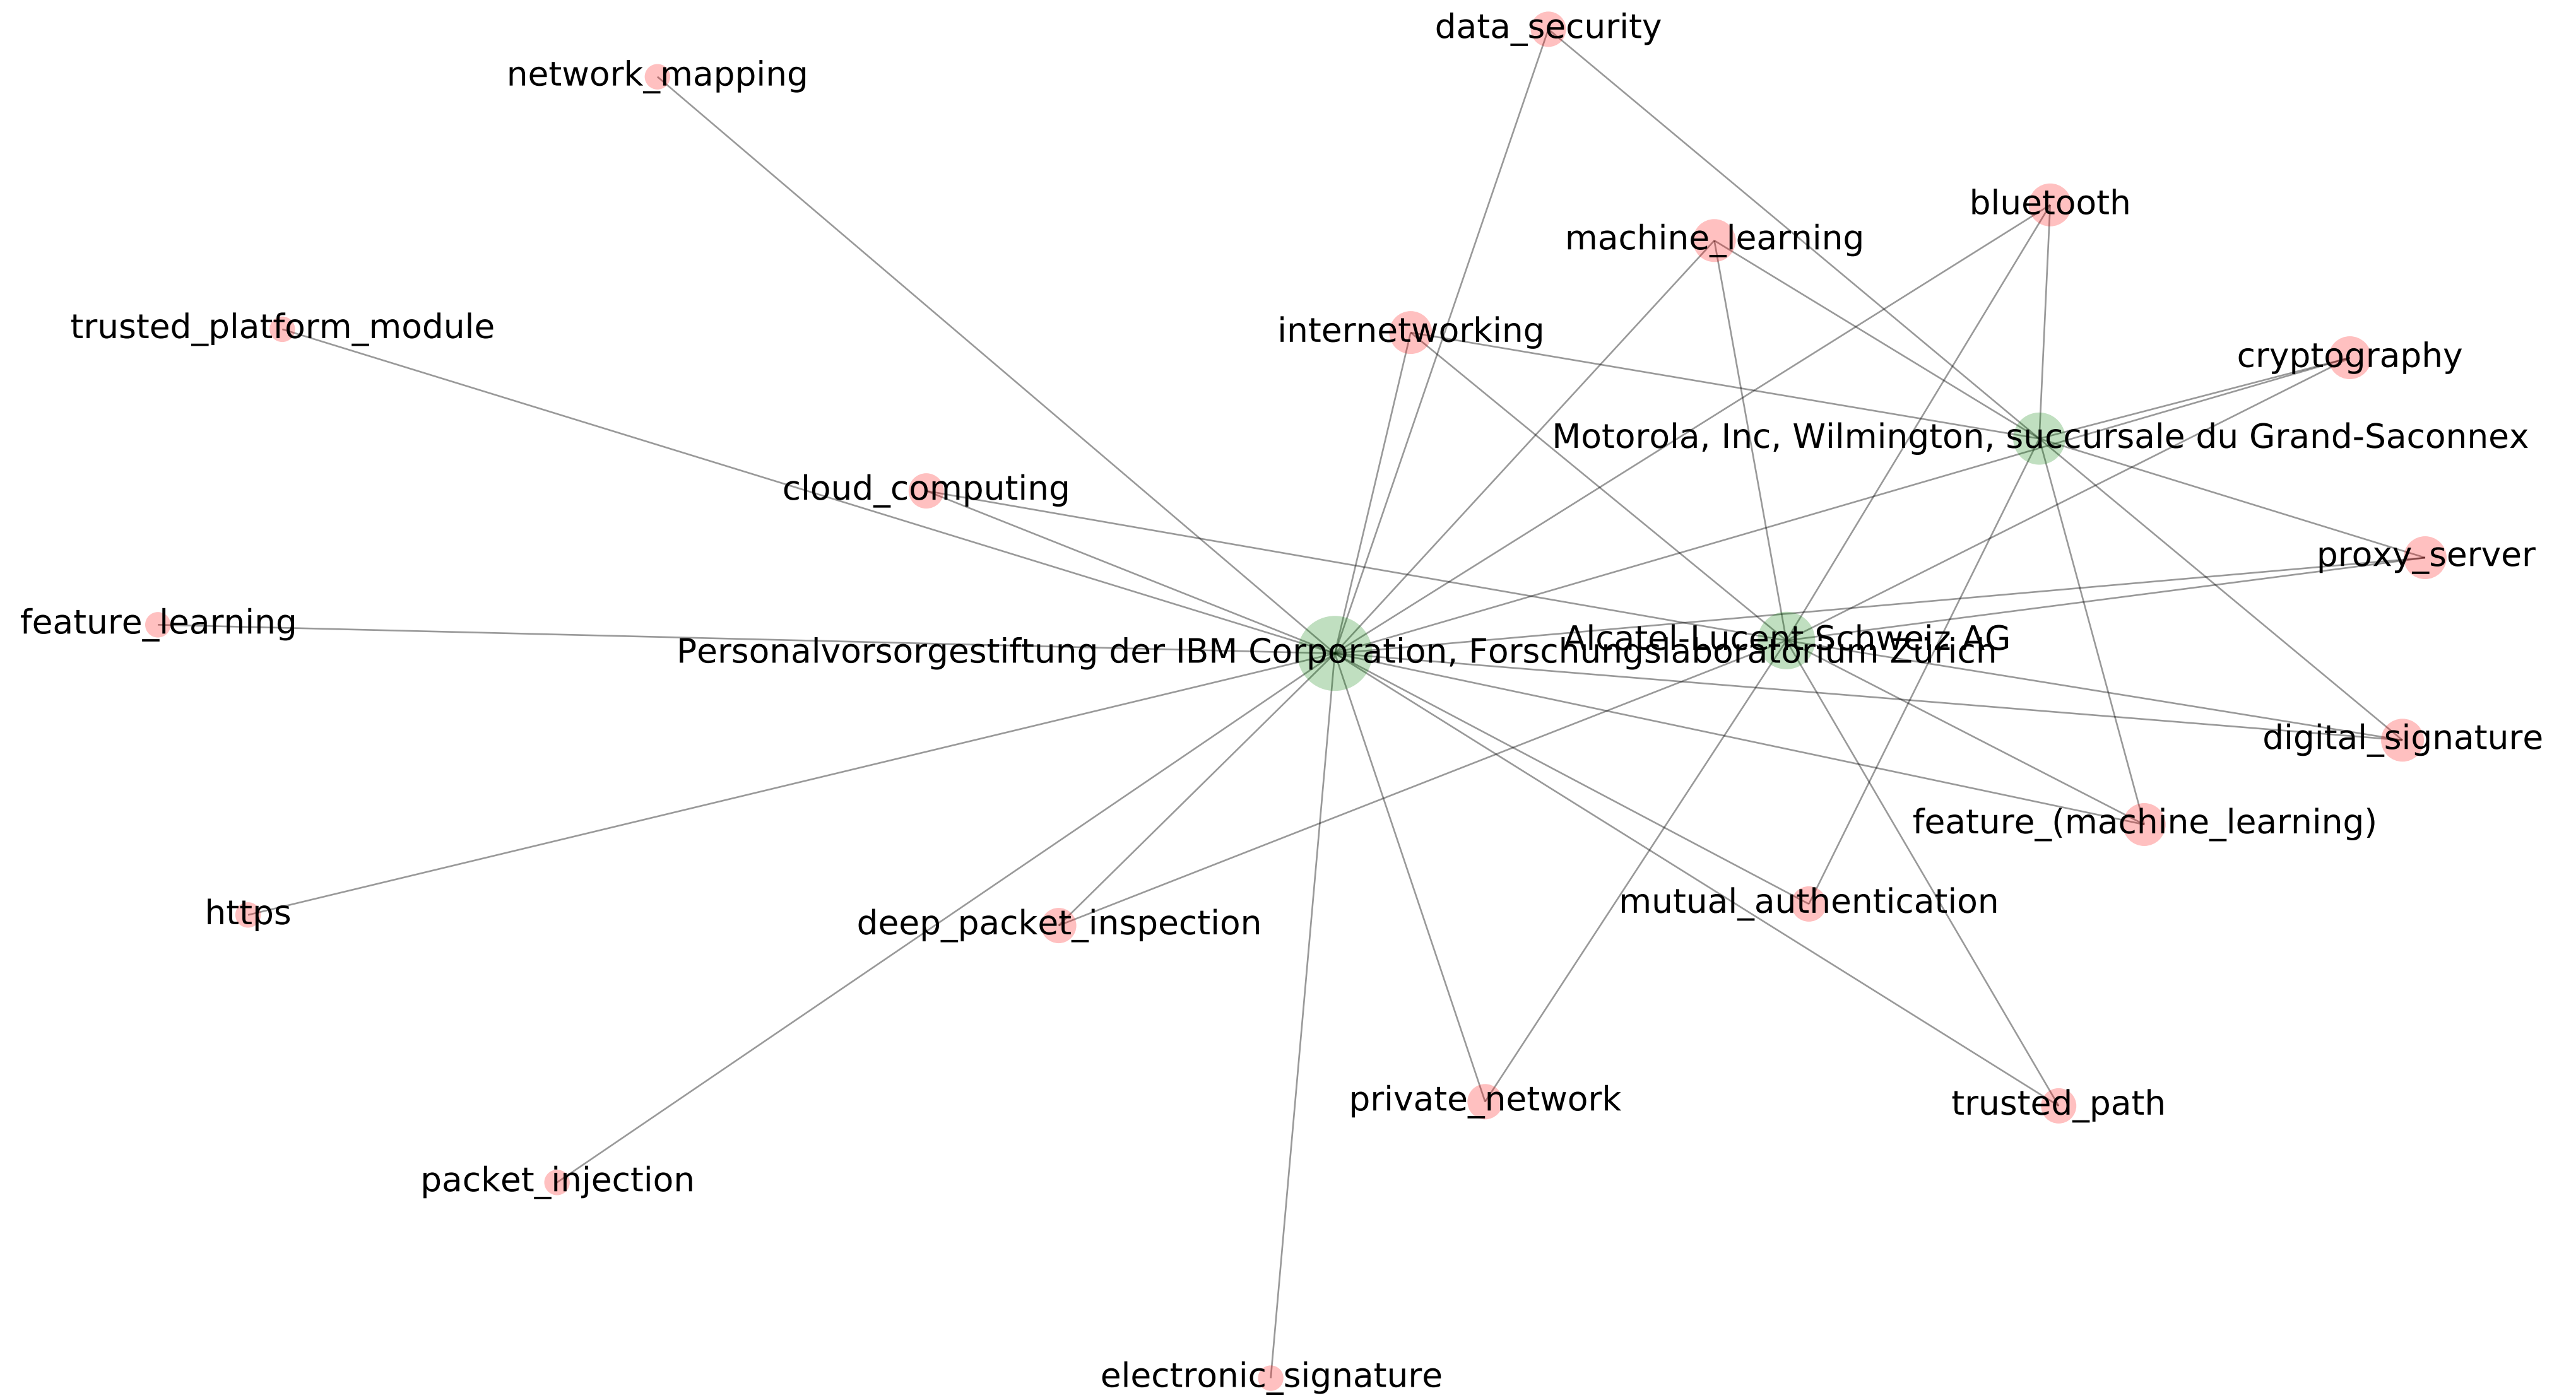 data_security
network_mapping
bluetooth
machine_learning
trusted_platform_module
internetworking
cryptography
Motorola, Inc, Wilmington, succursale du Grand-Saconnex
cloud_computing
proxy_server
feature_learning
Alcatel-Lucent Schweiz AG
Personalvorsorgestiftung der IBM Corporation, Forschungslaboratorium Zürich
digital_signature
feature_(machine_learning)
mutual_authentication
https
deep_packet_inspection
private_network
trusted_path
packet_injection
electronic_signature